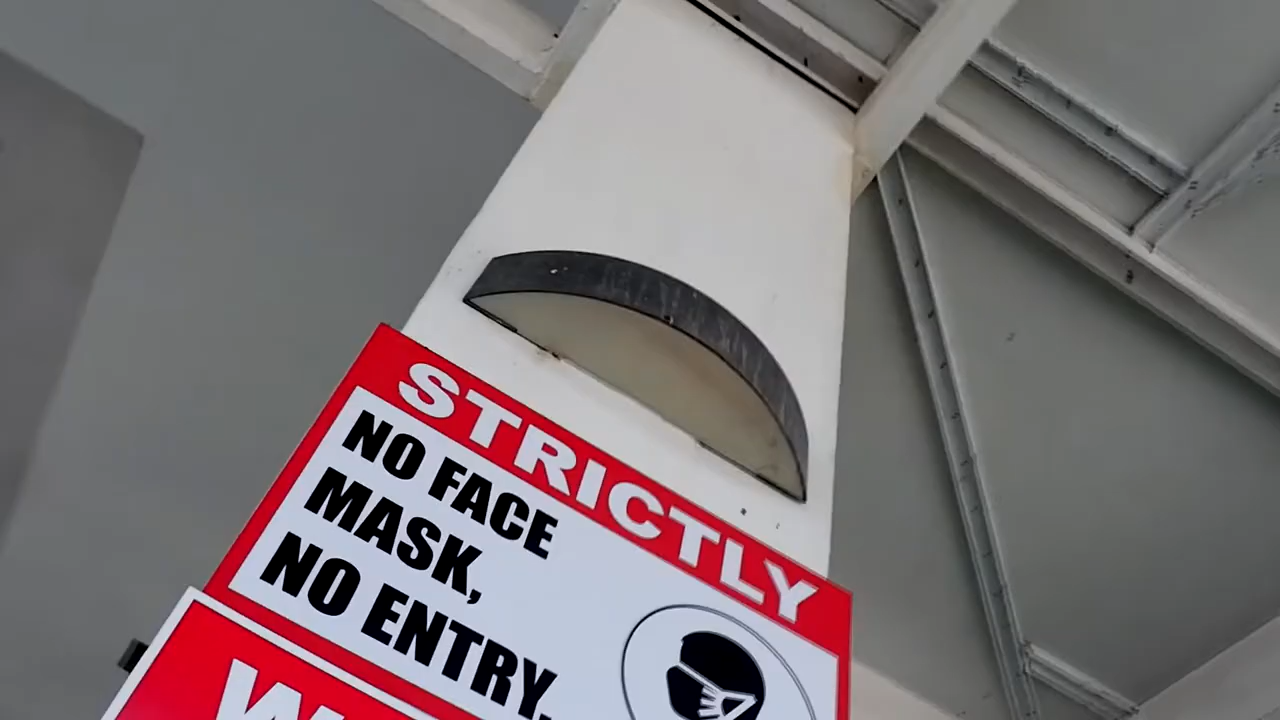 STRICTLY
NO FACE
MASK,
NO ENTRY.